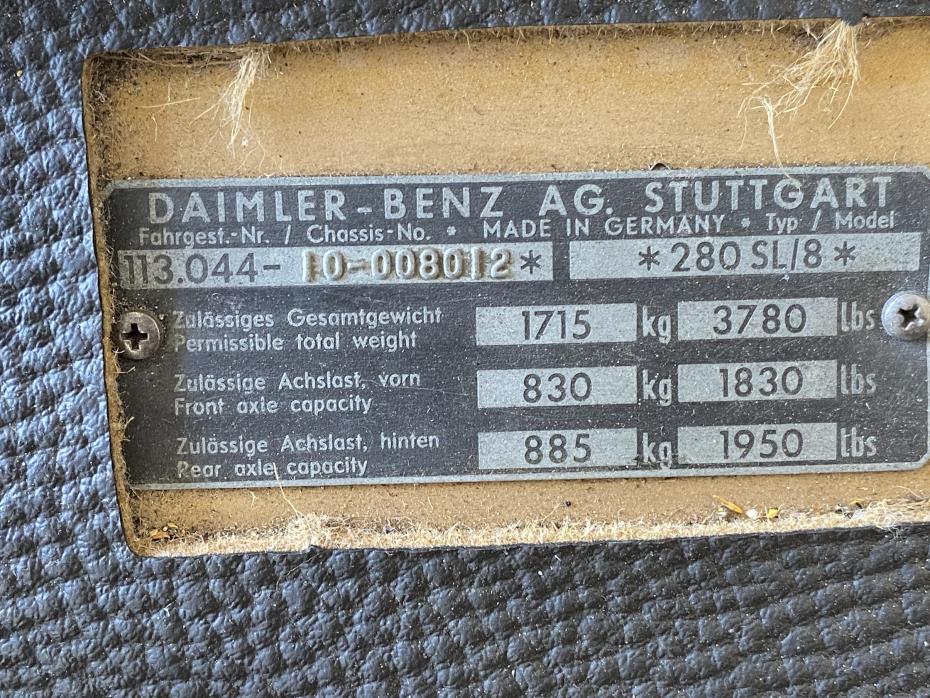 DAIMLER-BENZ AG. STUTTGART
Fahrgest.-Nr. / Chassis-No. * MADE IN GERMANY * Typ / Model
113.044- 10-008012 * *280 SL/8 *
Zulässiges Gesamtgewicht
Permissible total weight
1715 kg 3780 lbs
Zulässige Achslast, vorn
Front axle capacity
830 kg 1830 lbs
Zulässige Achslast, hinten
Rear axle capacity
885 kg 1950 lbs